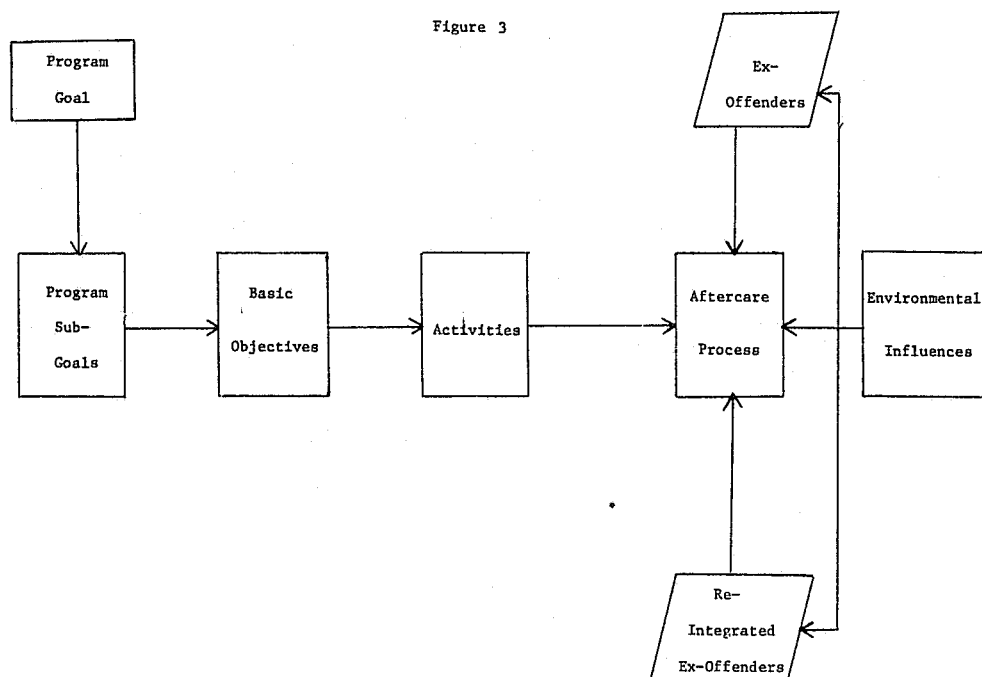 Figure 3
Program
Goal
Ex-
Offenders
Program
Sub-
Goals
Basic
Objectives
Activities
Aftercare
Process
Environmental
Influences
Re-
Integrated
Ex-Offenders